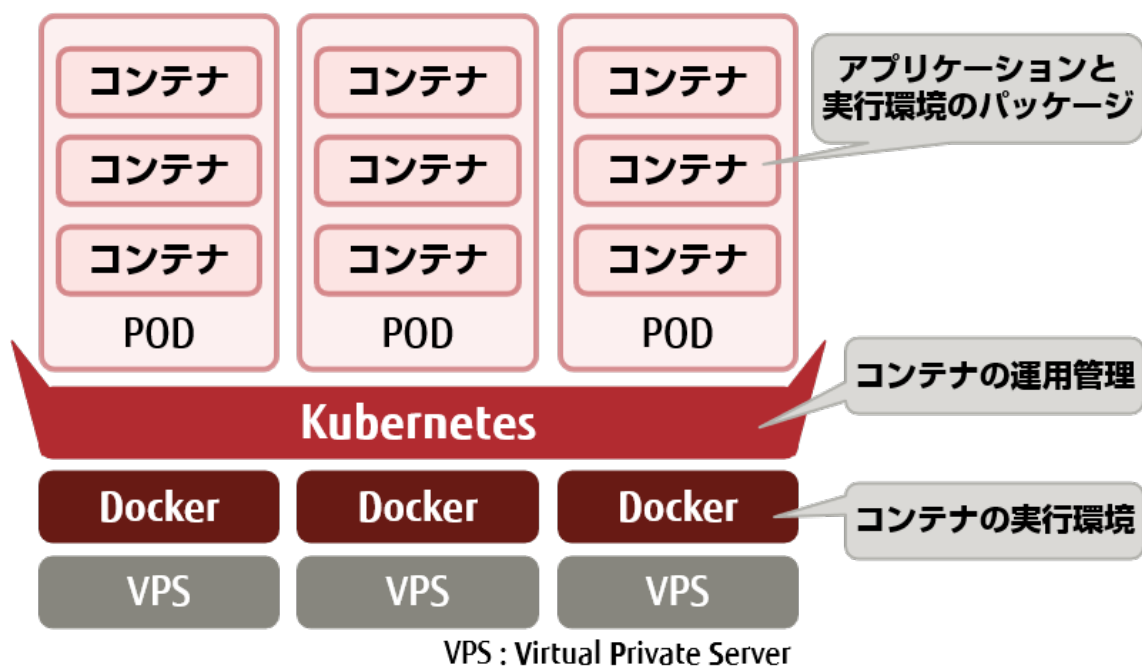 コンテナ
コンテナ
コンテナ
POD
コンテナ
コンテナ
コンテナ
POD
コンテナ
コンテナ
コンテナ
POD
アプリケーションと
実行環境のパッケージ
Kubernetes
コンテナの運用管理
Docker
Docker
Docker
コンテナの実行環境
VPS
VPS
VPS
VPS : Virtual Private Server